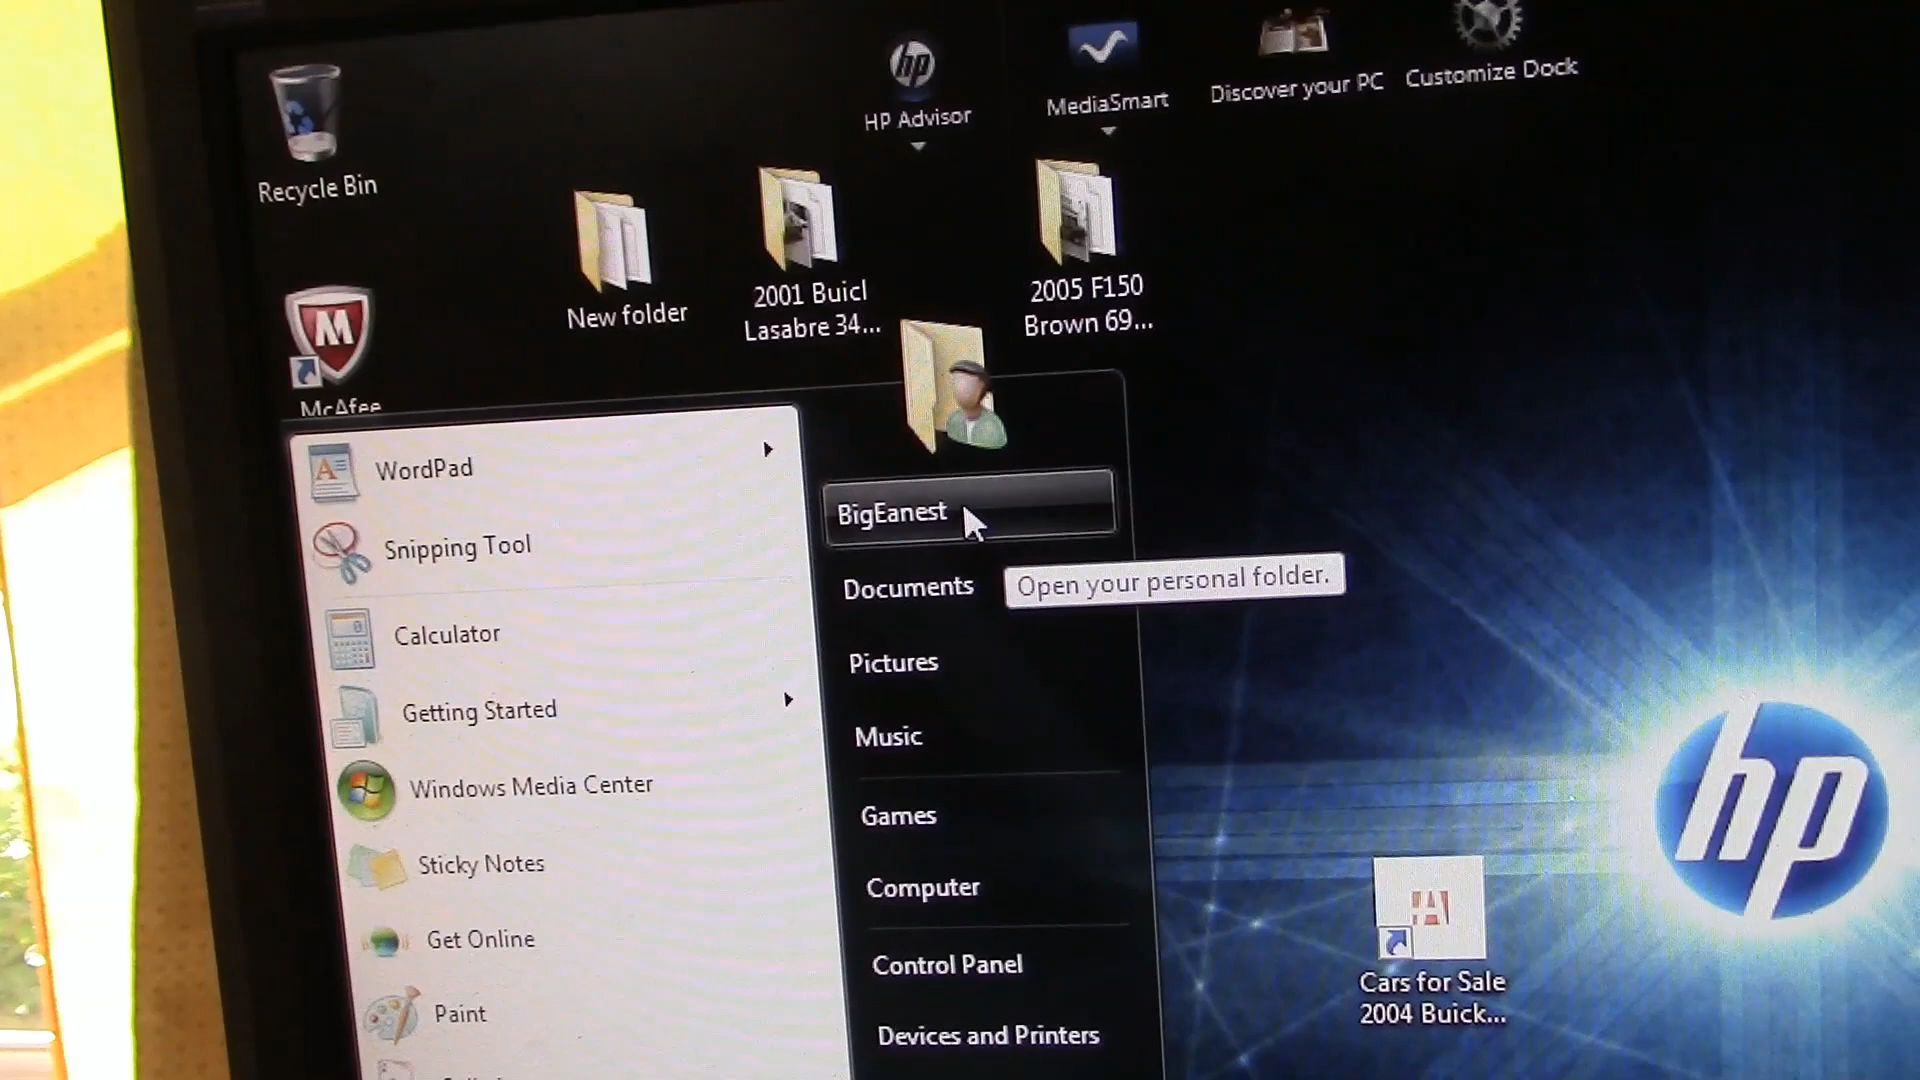 hp
HP Advisor
MediaSmart
Discover your PC
Customize Dock
Recycle Bin
New folder
2001 Buicl
Lasabre 34...
2005 F150
Brown 69...
M
McAfee
WordPad
Snipping Tool
Calculator
Getting Started
Windows Media Center
Sticky Notes
Get Online
Paint
BigEanest
Documents
Open your personal folder.
Pictures
Music
Games
Computer
Control Panel
Devices and Printers
hp
Cars for Sale
2004 Buick...